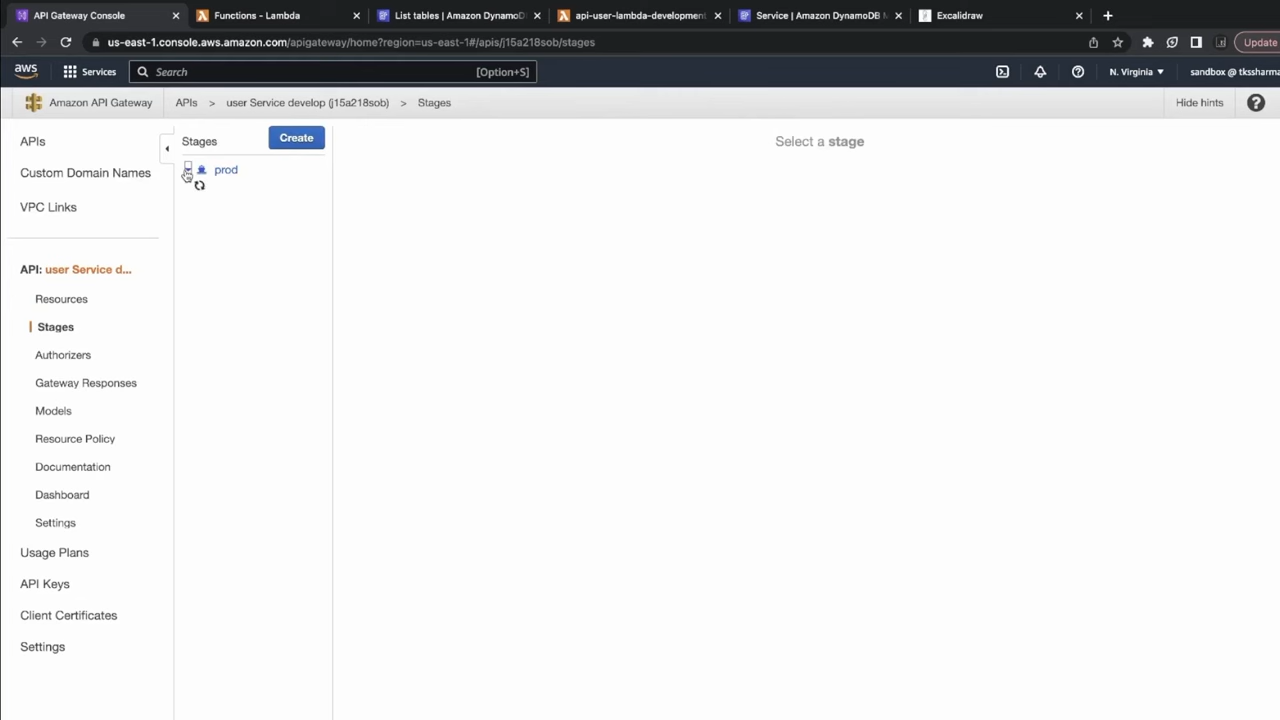 API Gateway Console
Functions - Lambda
List tables | Amazon DynamoDB
api-user-lambda-development
Service | Amazon DynamoDB M
Excalidraw
us-east-1.console.aws.amazon.com/apigateway/home?region=us-east-1#/apis/j15a218sob/stages
Update
aws
Services
Search
[Option+S]
N. Virginia
sandbox @ tkssharma
Amazon API Gateway
APIs > user Service develop (j15a218sob) > Stages
Hide hints
APIs
Custom Domain Names
VPC Links
API: user Service d...
Resources
Stages
Authorizers
Gateway Responses
Models
Resource Policy
Documentation
Dashboard
Settings
Usage Plans
API Keys
Client Certificates
Settings
Stages
Create
prod
Select a stage